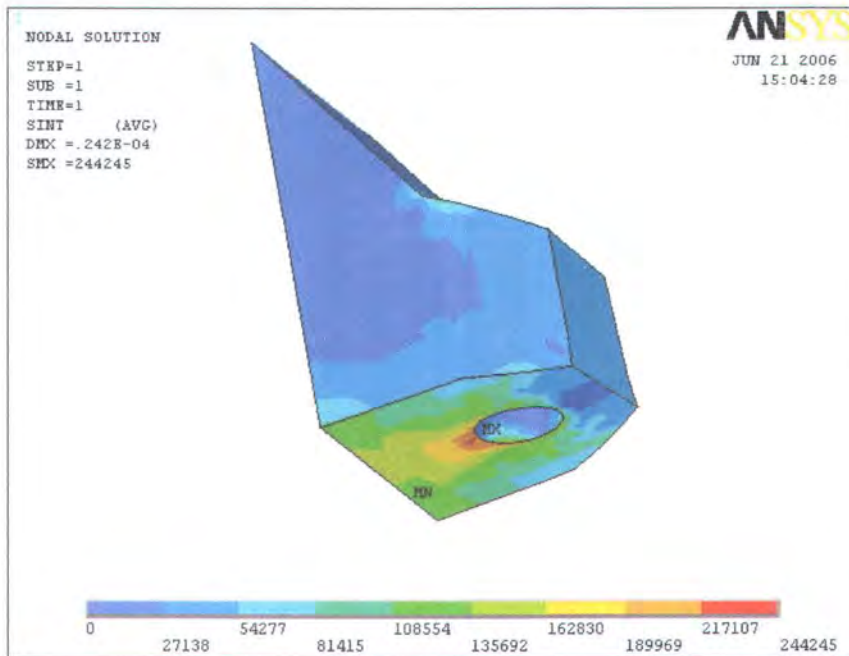 NODAL SOLUTION
STEP=1
SUB =1
TIME=1
SINT (AVG)
DMX =.242E-04
SMX =244245
ANSYS
JUN 21 2006
15:04:28
MX
MN
0 54277 108554 162830 217107
27138 81415 135692 189969 244245